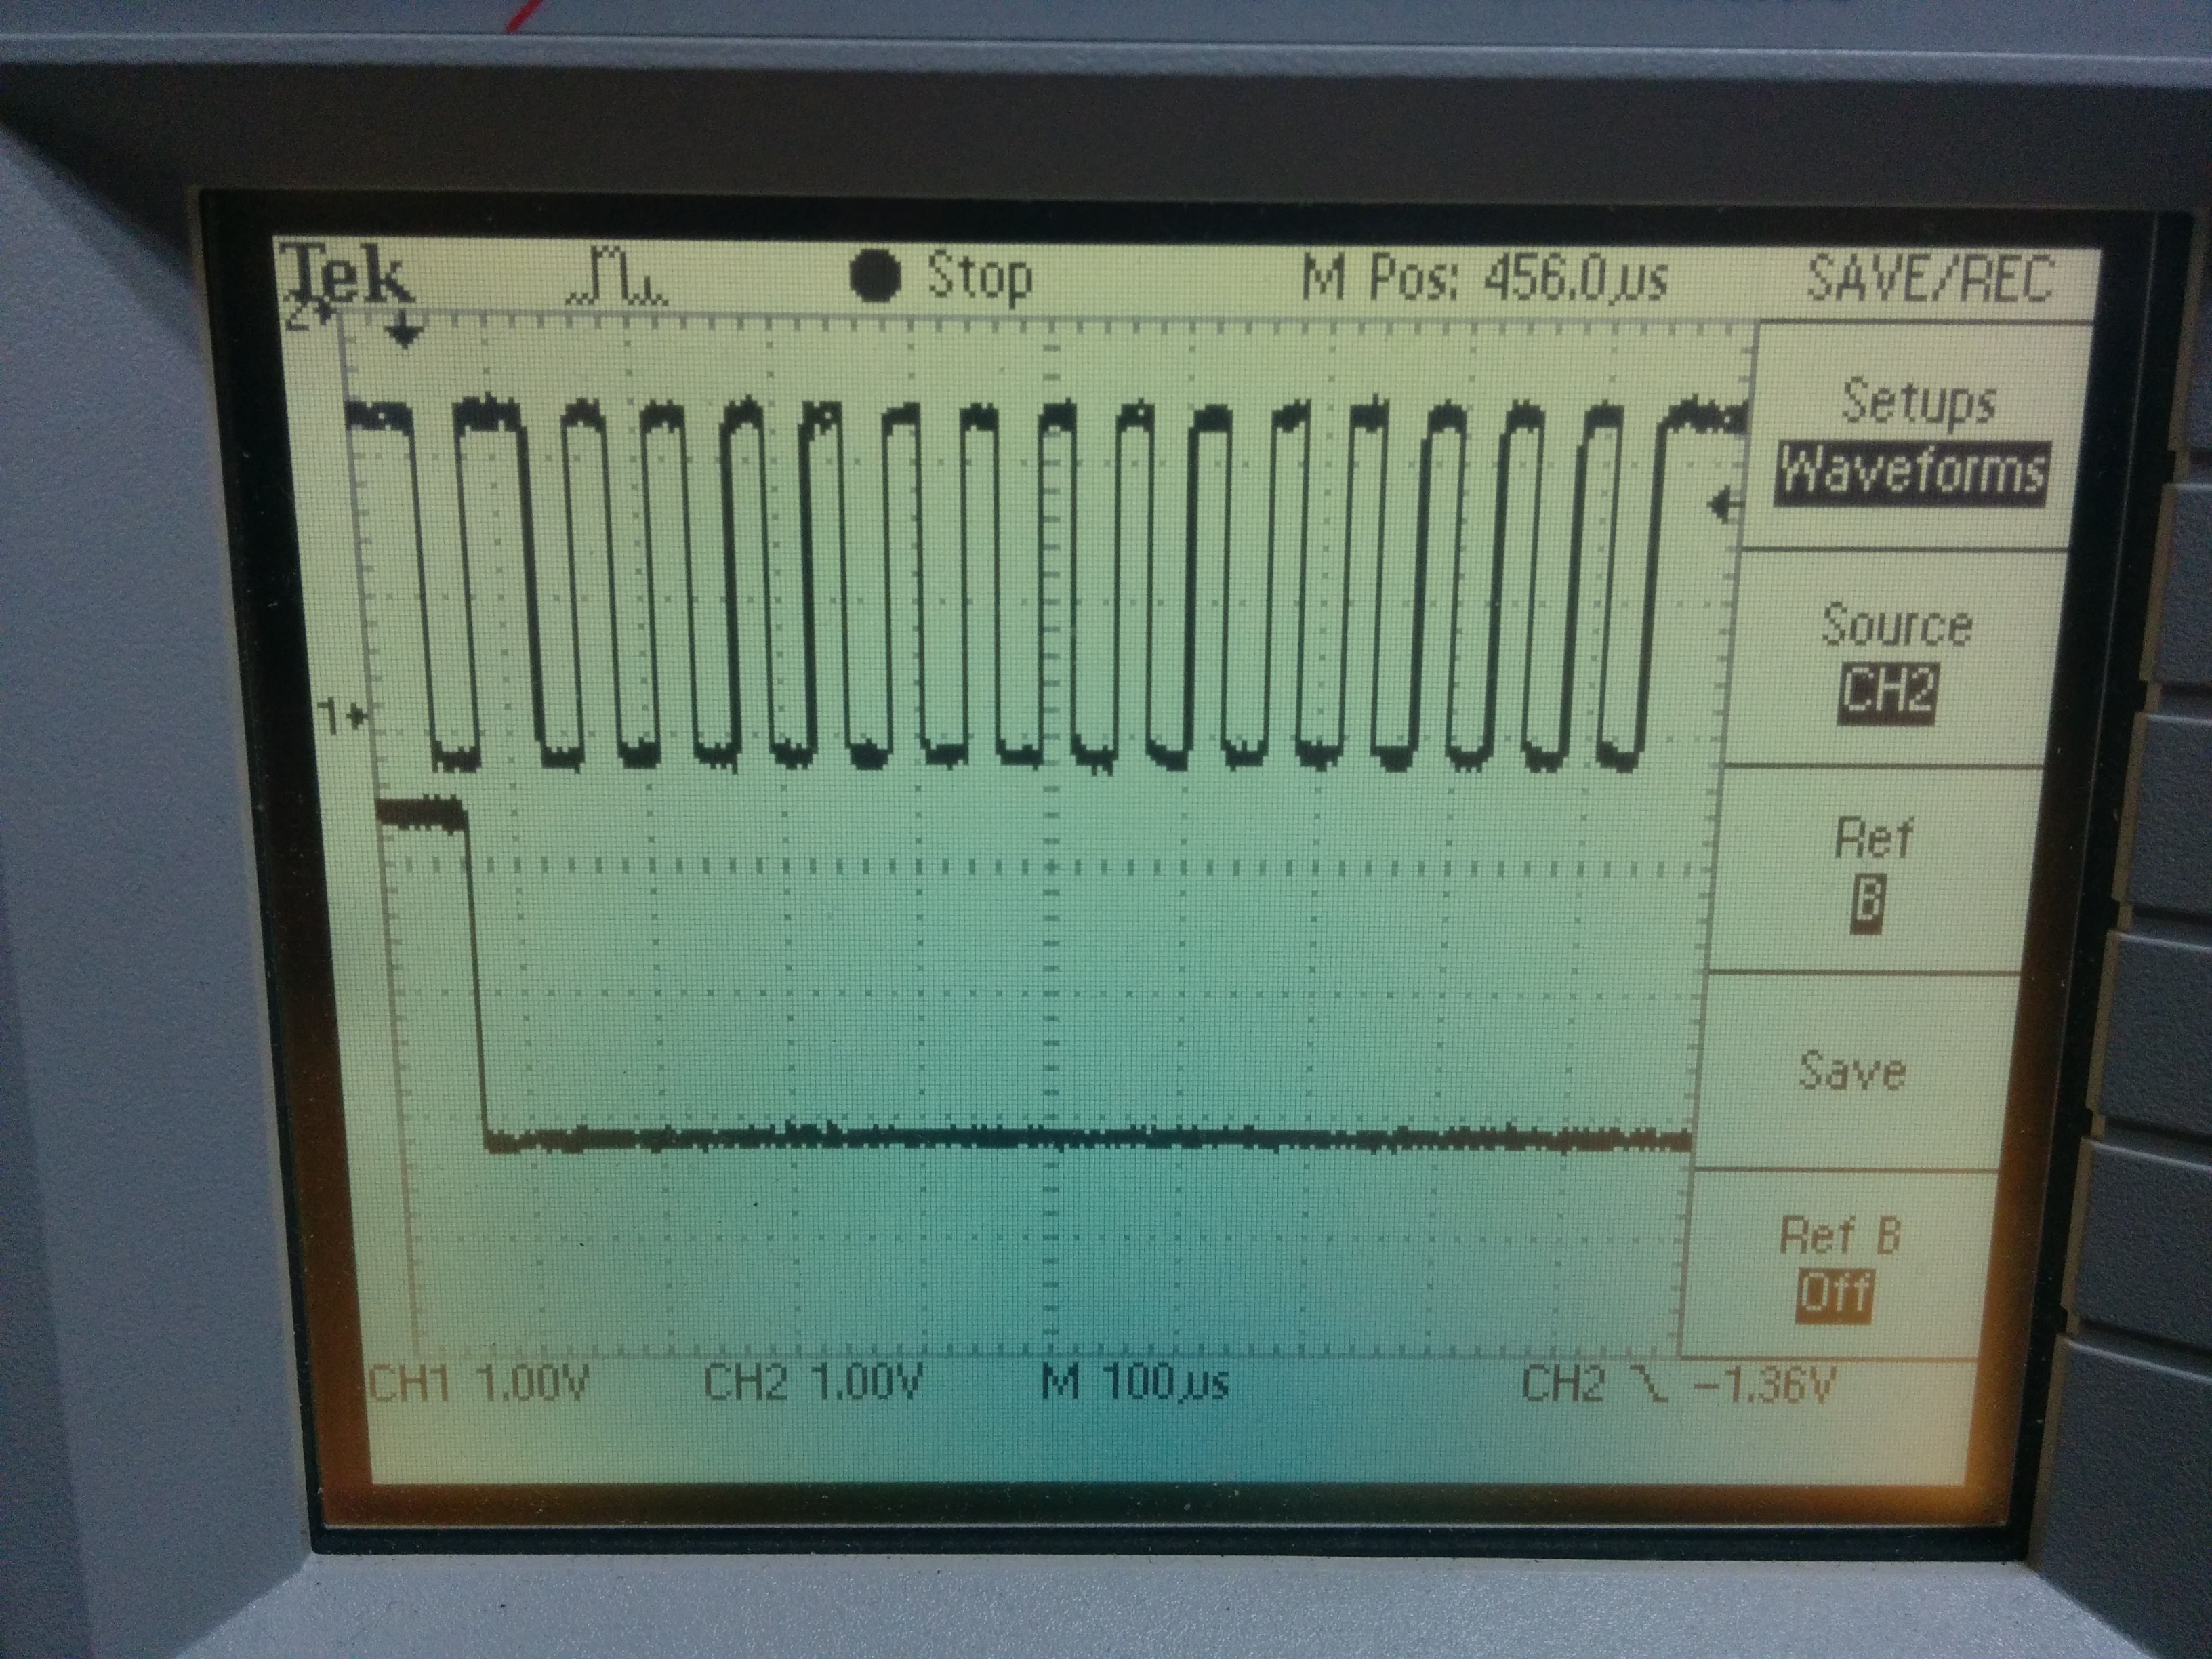 Tek Stop M Pos: 456.0µs SAVE/REC
2
Setups
Waveforms
Source
CH2
1
Ref
B
Save
Ref B
Off
CH1 1.00V CH2 1.00V M 100µs CH2 -1.36V